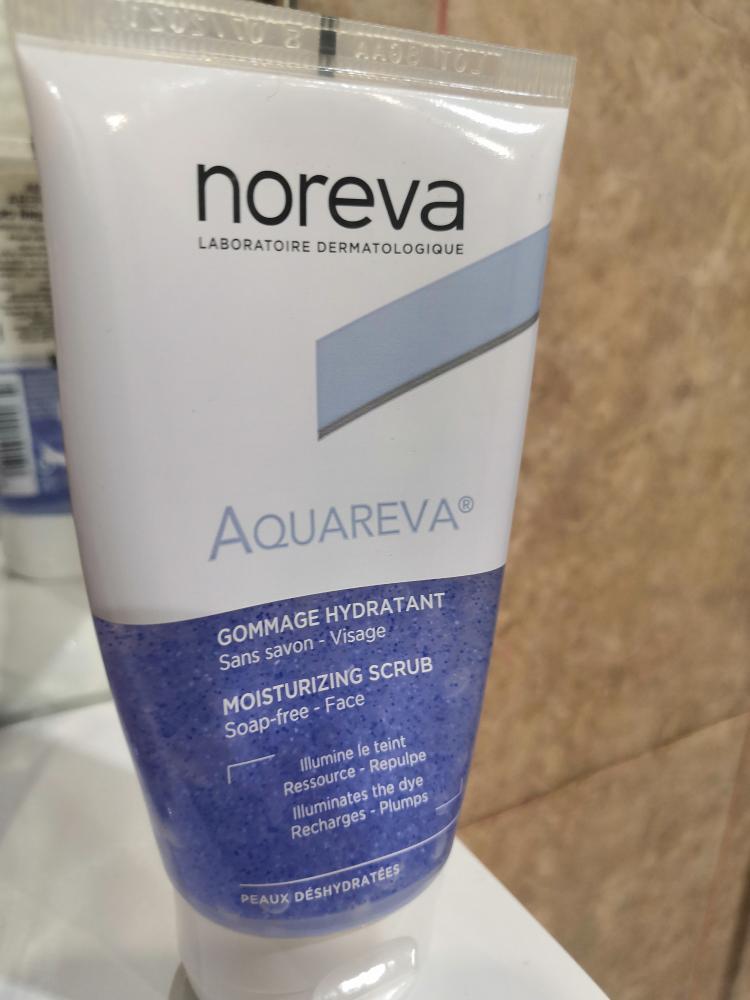 noreva
LABORATOIRE DERMATOLOGIQUE
AQUAREVA®
GOMMAGE HYDRATANT
Sans savon - Visage
MOISTURIZING SCRUB
Soap-free - Face
Illumine le teint
Ressource - Repulpe
Illuminates the dye
Recharges - Plumps
PEAUX DÉSHYDRATÉES